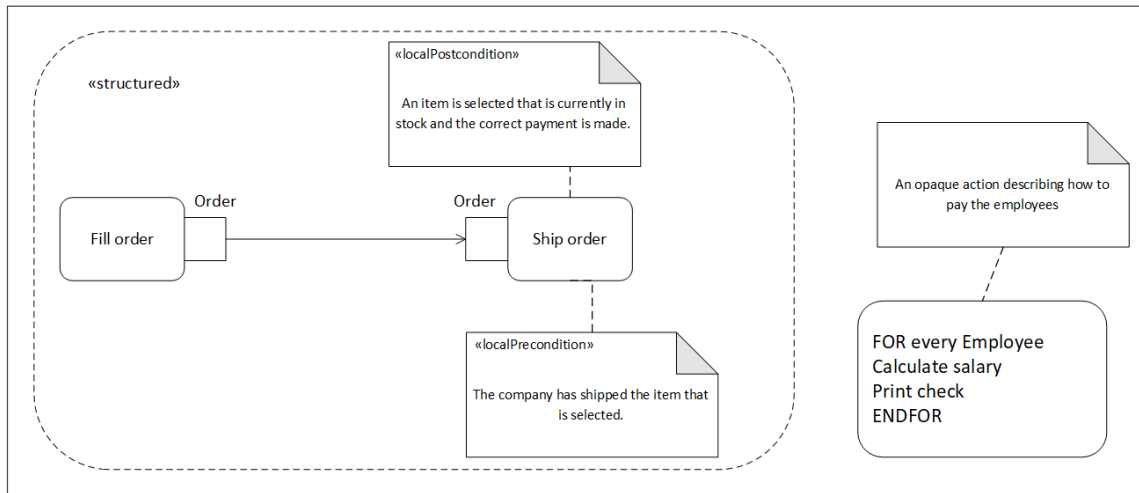 «structured»
«localPostcondition»
An item is selected that is currently in
stock and the correct payment is made.
Order
Order
Fill order
Ship order
«localPrecondition»
The company has shipped the item that
is selected.
An opaque action describing how to
pay the employees
FOR every Employee
Calculate salary
Print check
ENDFOR